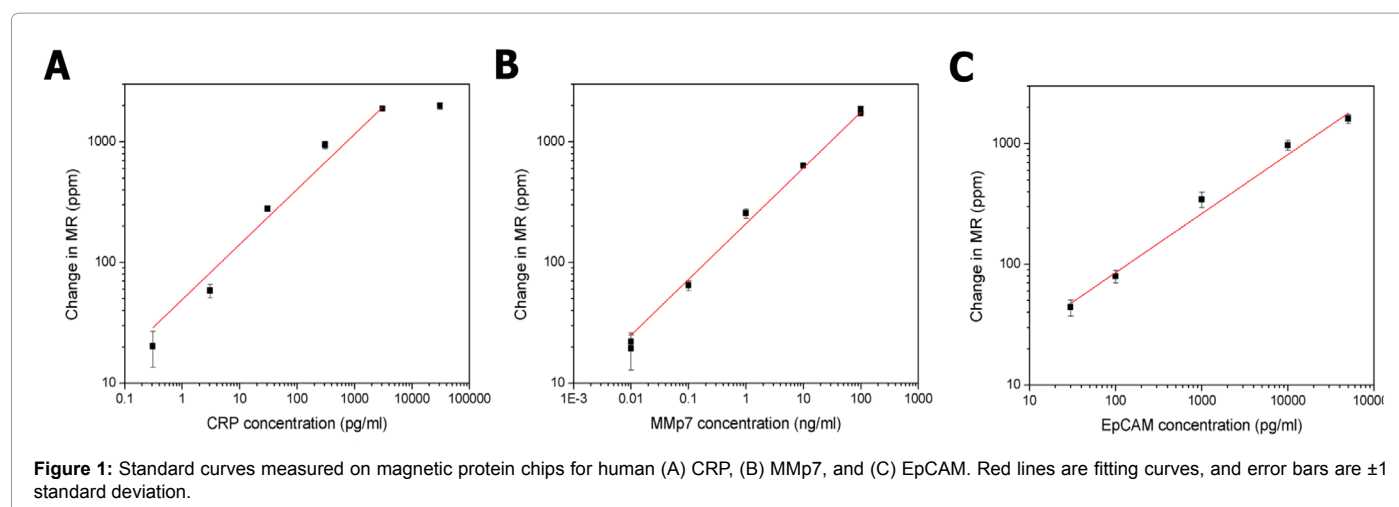 A
Change in MR (ppm)
1000
100
10
0.1
1
10
100
1000
10000
100000
CRP concentration (pg/ml)
B
Change in MR (ppm)
1000
100
10
1E-3
0.01
0.1
1
10
100
1000
MMp7 concentration (ng/ml)
C
Change in MR (ppm)
1000
100
10
10
100
1000
10000
EpCAM concentration (pg/ml)
Figure 1: Standard curves measured on magnetic protein chips for human (A) CRP, (B) MMp7, and (C) EpCAM. Red lines are fitting curves, and error bars are ±1
standard deviation.